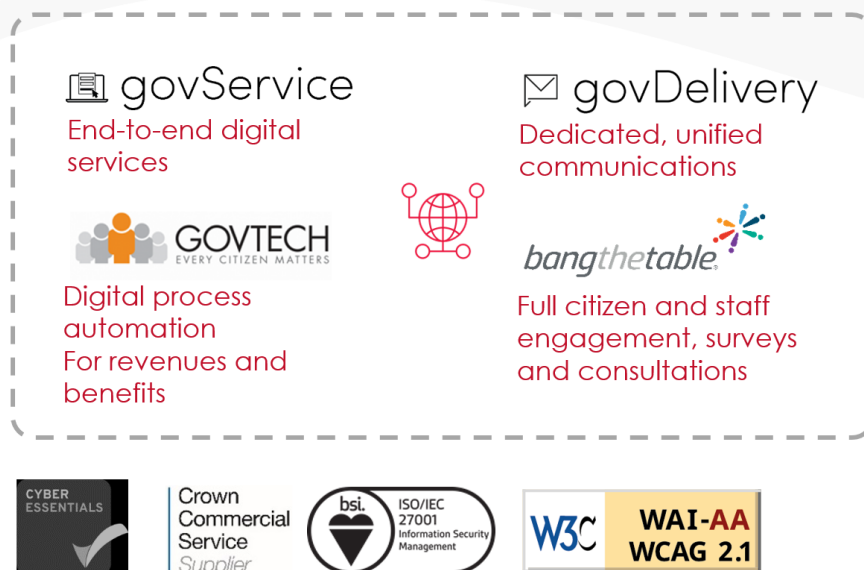 govService
End-to-end digital
services
GOVTECH
EVERY CITIZEN MATTERS
Digital process
automation
For revenues and
benefits
govDelivery
Dedicated, unified
communications
bangthetable
Full citizen and staff
engagement, surveys
and consultations
CYBER
ESSENTIALS
Crown
Commercial
Service
Supplier
bsi.
ISO/IEC
27001
Information Security
Management
W3C
WAI-AA
WCAG 2.1